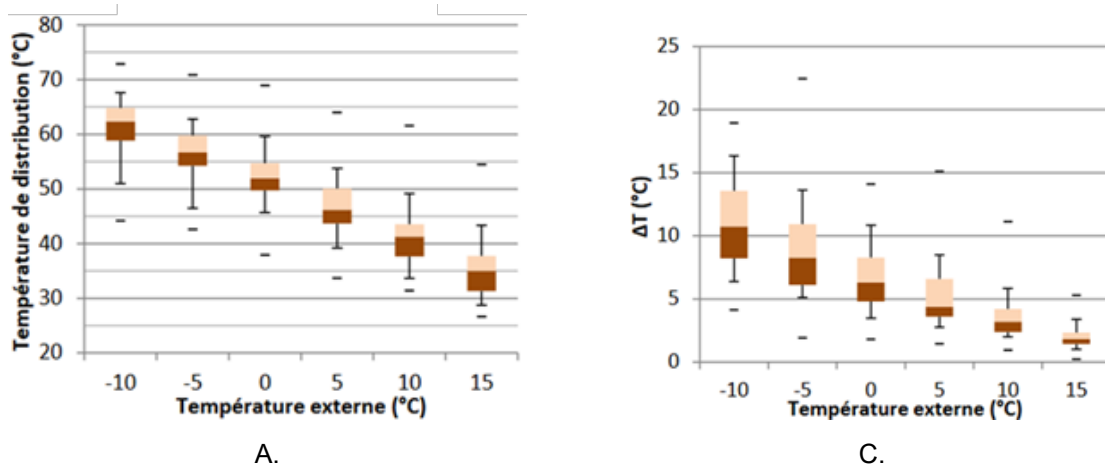 Température de distribution (°C)
80
70
60
50
40
30
20
-10 -5 0 5 10 15
Température externe (°C)
A.
ΔT (°C)
25
20
15
10
5
0
-10 -5 0 5 10 15
Température externe (°C)
C.